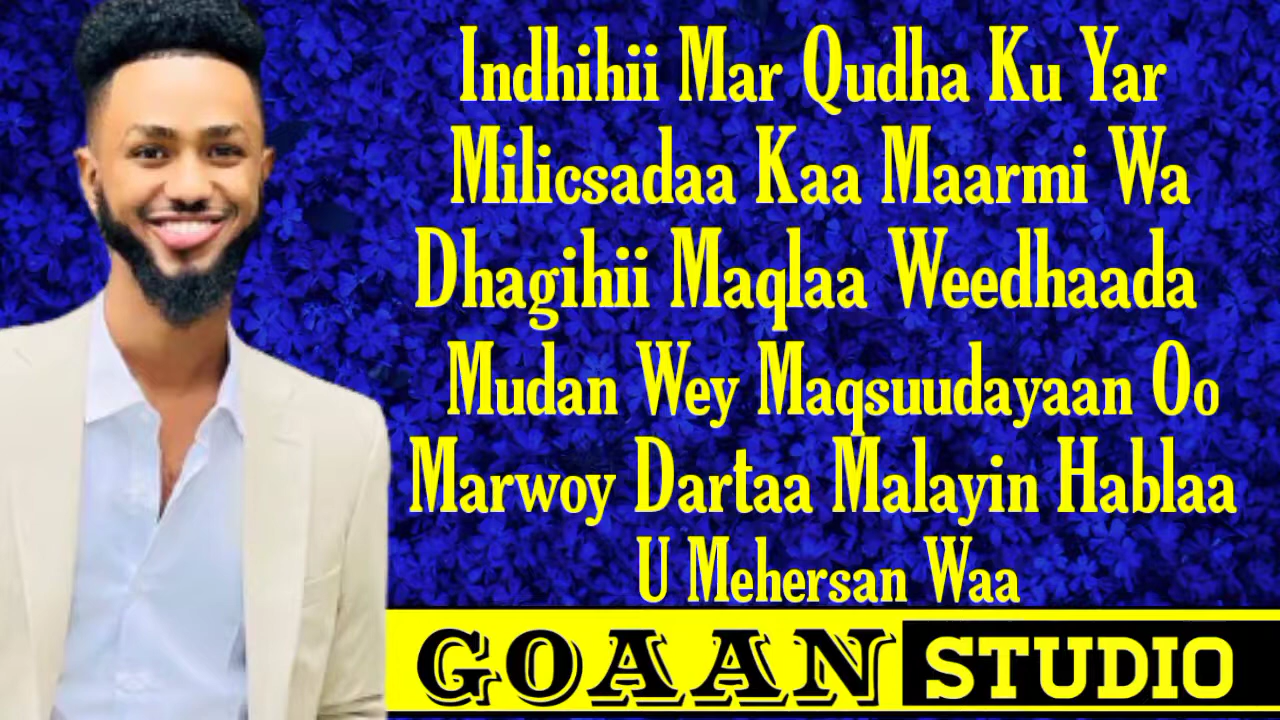 Indhihii Mar Qudha Ku Yar
Milicsadaa Kaa Maarmi Wa
Dhagihii Maqlaa Weedhaada
Mudan Wey Maqsuudayaan Oo
Marwoy Dartaa Malayin Hablaa
U Mehersan Waa
GOAAN STUDIO